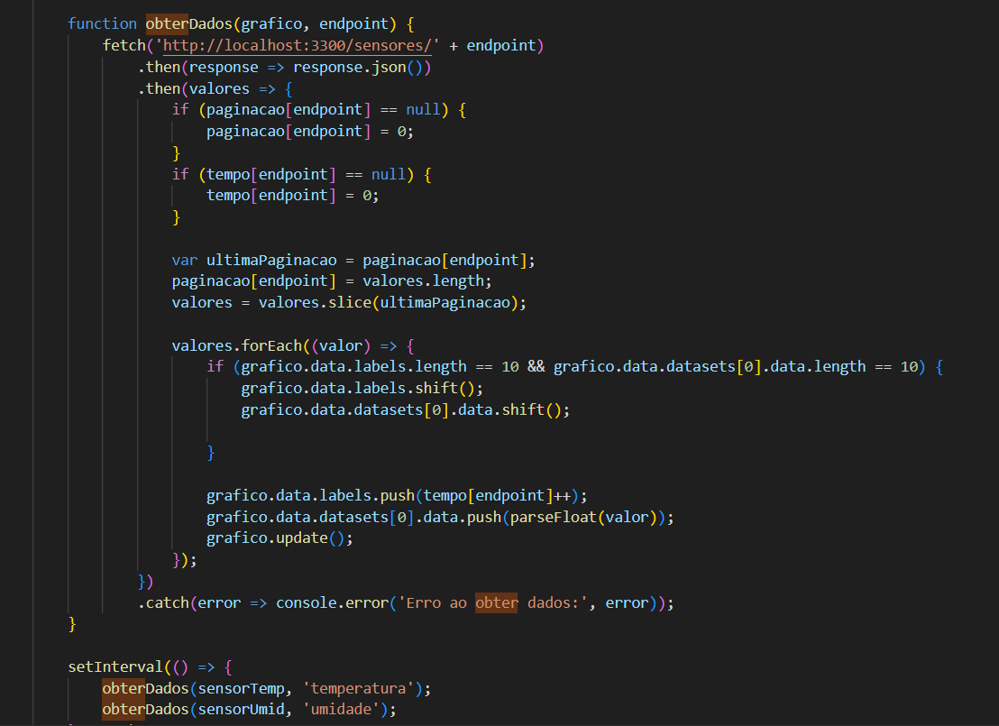 function obterDados(grafico, endpoint) {
fetch('http://localhost:3300/sensores/' + endpoint)
.then(response => response.json())
.then(valores => {
if (paginacao[endpoint] == null) {
paginacao[endpoint] = 0;
}
if (tempo[endpoint] == null) {
tempo[endpoint] = 0;
}
var ultimaPaginacao = paginacao[endpoint];
paginacao[endpoint] = valores.length;
valores = valores.slice(ultimaPaginacao);
valores.forEach((valor) => {
if (grafico.data.labels.length == 10 && grafico.data.datasets[0].data.length == 10) {
grafico.data.labels.shift();
grafico.data.datasets[0].data.shift();
}
grafico.data.labels.push(tempo[endpoint]++);
grafico.data.datasets[0].data.push(parseFloat(valor));
grafico.update();
});
})
.catch(error => console.error('Erro ao obter dados:', error));
}
setInterval(() => {
obterDados(sensorTemp, 'temperatura');
obterDados(sensorUmid, 'umidade');